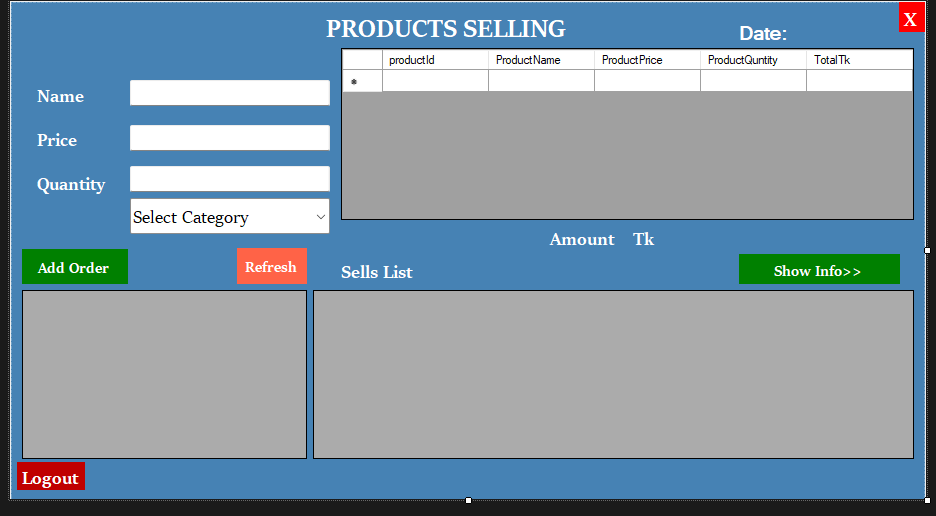 X
PRODUCTS SELLING
Date:
productId ProductName ProductPrice ProductQuntity TotalTk
*
Name
Price
Quantity
Select Category
Amount Tk
Add Order Refresh Sells List Show Info>>
Logout